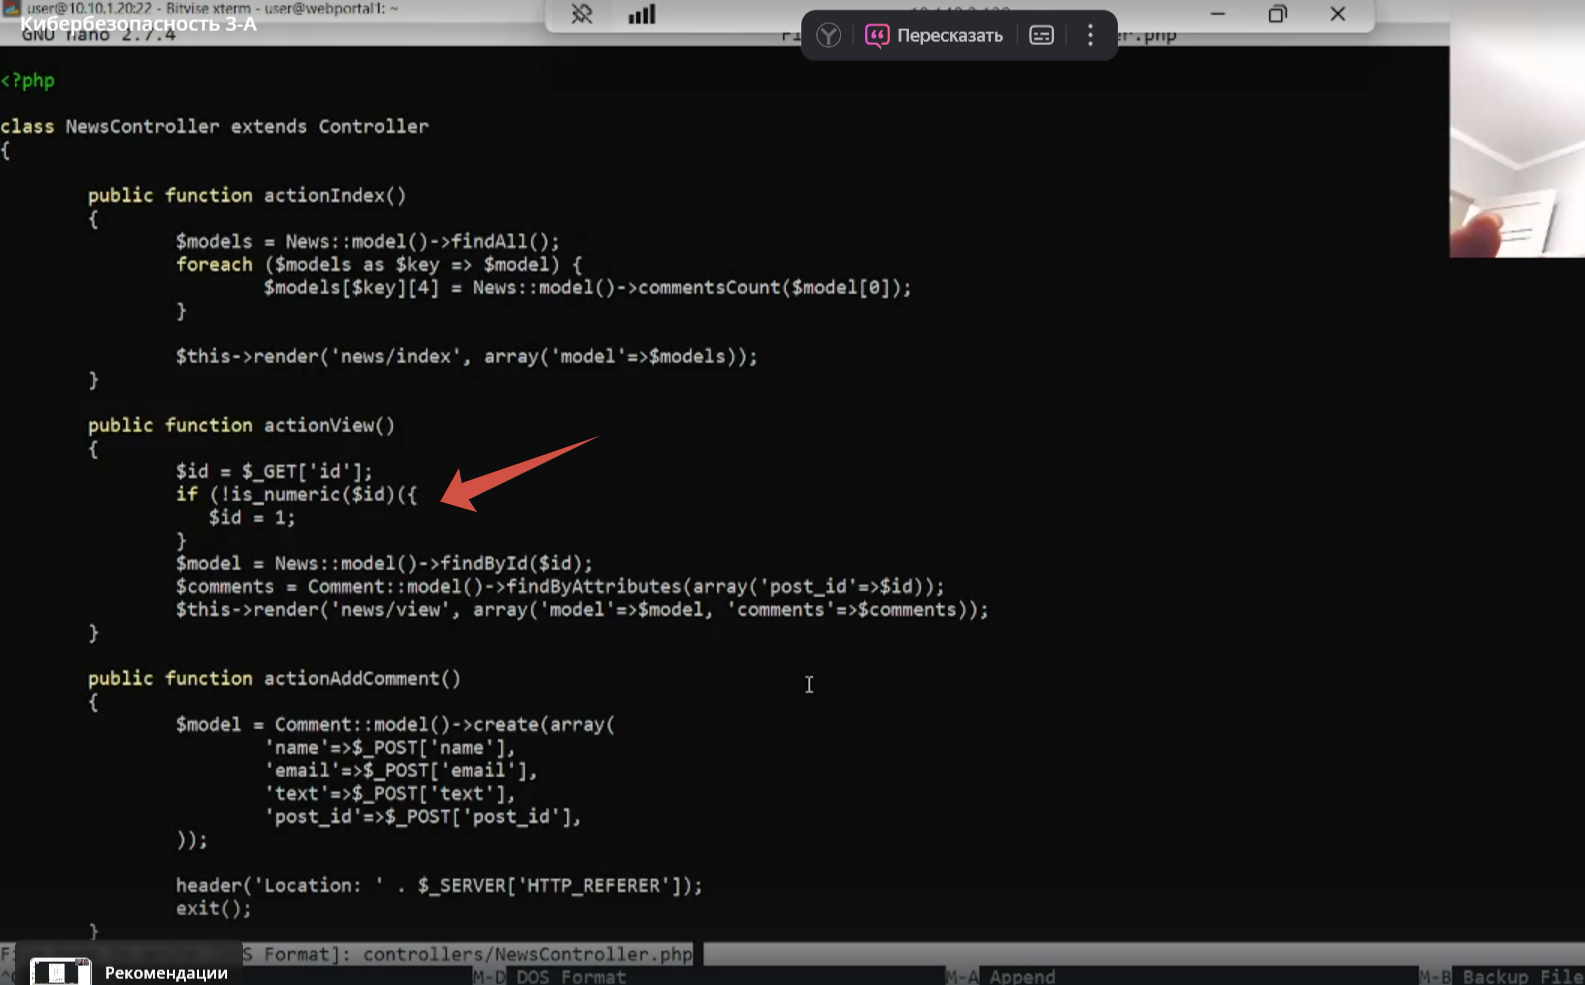 user@10.10.1.20:22 - Bitvise xterm - user@webportal1: ~
Кибербезопасность 3-А
GNU nano 2.7.4
Пересказать
<?php
class NewsController extends Controller
{
public function actionIndex()
{
$models = News::model()->findAll();
foreach ($models as $key => $model) {
$models[$key][4] = News::model()->commentsCount($model[0]);
}
$this->render('news/index', array('model'=>$models));
}
public function actionView()
{
$id = $_GET['id'];
if (!is_numeric($id)({
$id = 1;
}
$model = News::model()->findById($id);
$comments = Comment::model()->findByAttributes(array('post_id'=>$id));
$this->render('news/view', array('model'=>$model, 'comments'=>$comments));
}
public function actionAddComment()
{
$model = Comment::model()->create(array(
'name'=>$_POST['name'],
'email'=>$_POST['email'],
'text'=>$_POST['text'],
'post_id'=>$_POST['post_id'],
));
header('Location: ' . $_SERVER['HTTP_REFERER']);
exit();
}
S Format]: controllers/NewsController.php
Рекомендации
M-D DOS Format
M-A Append
M-B Backup File